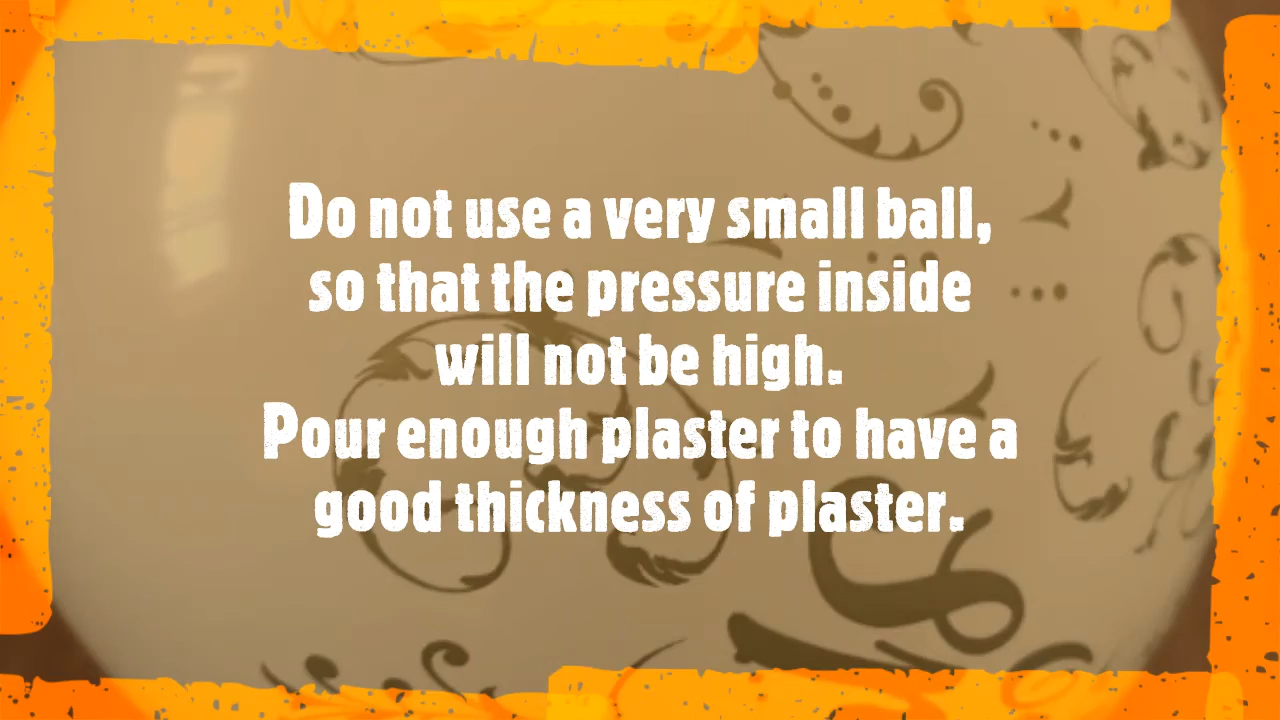 Do not use a very small ball,
so that the pressure inside
will not be high.
Pour enough plaster to have a
good thickness of plaster.